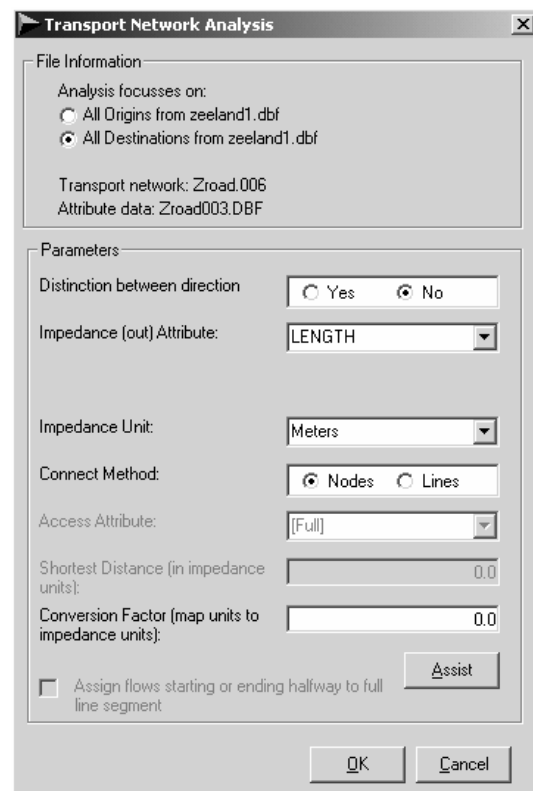 Transport Network Analysis
File Information
Analysis focusses on:
All Origins from zeeland1.dbf
All Destinations from zeeland1.dbf
Transport network: Zroad.006
Attribute data: Zroad003.DBF
Parameters
Distinction between direction
Yes No
Impedance (out) Attribute:
LENGTH
Impedance Unit:
Meters
Connect Method:
Nodes Lines
Access Attribute:
[Full]
Shortest Distance (in impedance
units):
0.0
Conversion Factor (map units to
impedance units):
0.0
Assist
Assign flows starting or ending halfway to full
line segment
OK Cancel